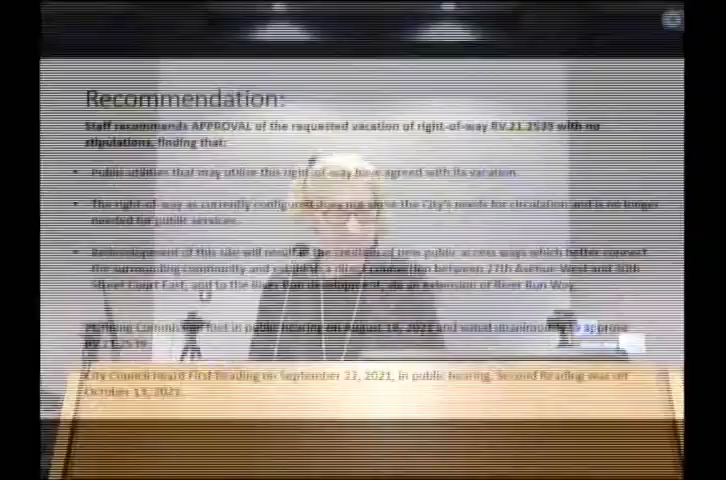 Recommendation:
Staff recommends APPROVAL of the requested vacation of right-of-way RV.21.2539 with no
stipulations, finding that:
• Public utilities that may utilize this right-of-way have agreed with its vacation.
• The right-of-way as currently configured does not serve the City's needs for circulation and is no longer
needed for public services.
• Redevelopment of this site will result in the creation of new public access ways which better connect
the surrounding community and establish a direct connection between 27th Avenue West and 30th
Street Court East, and to the River Run development, via an extension of River Run Way.
Planning Commission met in public hearing on August 18, 2021 and voted unanimously to approve
RV.21.2539.
City Council heard First Reading on September 22, 2021, in public hearing. Second Reading was set
October 13, 2021.